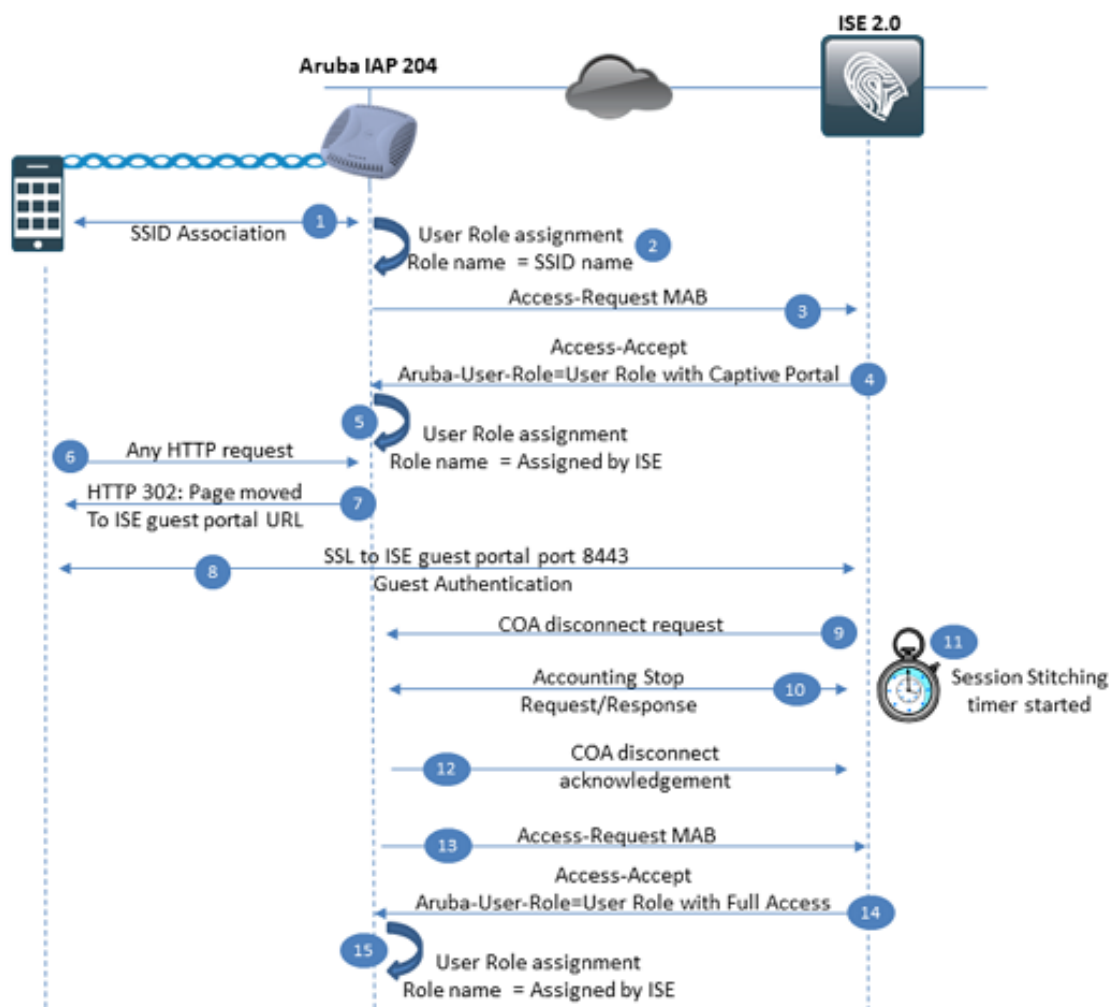 ISE 2.0
Aruba IAP 204
1
SSID Association
User Role assignment
Role name = SSID name
2
Access-Request MAB
3
Access-Accept
Aruba-User-Role=User Role with Captive Portal
4
5
User Role assignment
Role name = Assigned by ISE
6
Any HTTP request
HTTP 302: Page moved
To ISE guest portal URL
7
SSL to ISE guest portal port 8443
8
Guest Authentication
COA disconnect request
9
11
Session Stitching
timer started
Accounting Stop
Request/Response
10
12
COA disconnect
acknowledgement
13
Access-Request MAB
Access-Accept
Aruba-User-Role=User Role with Full Access
14
15
User Role assignment
Role name = Assigned by ISE